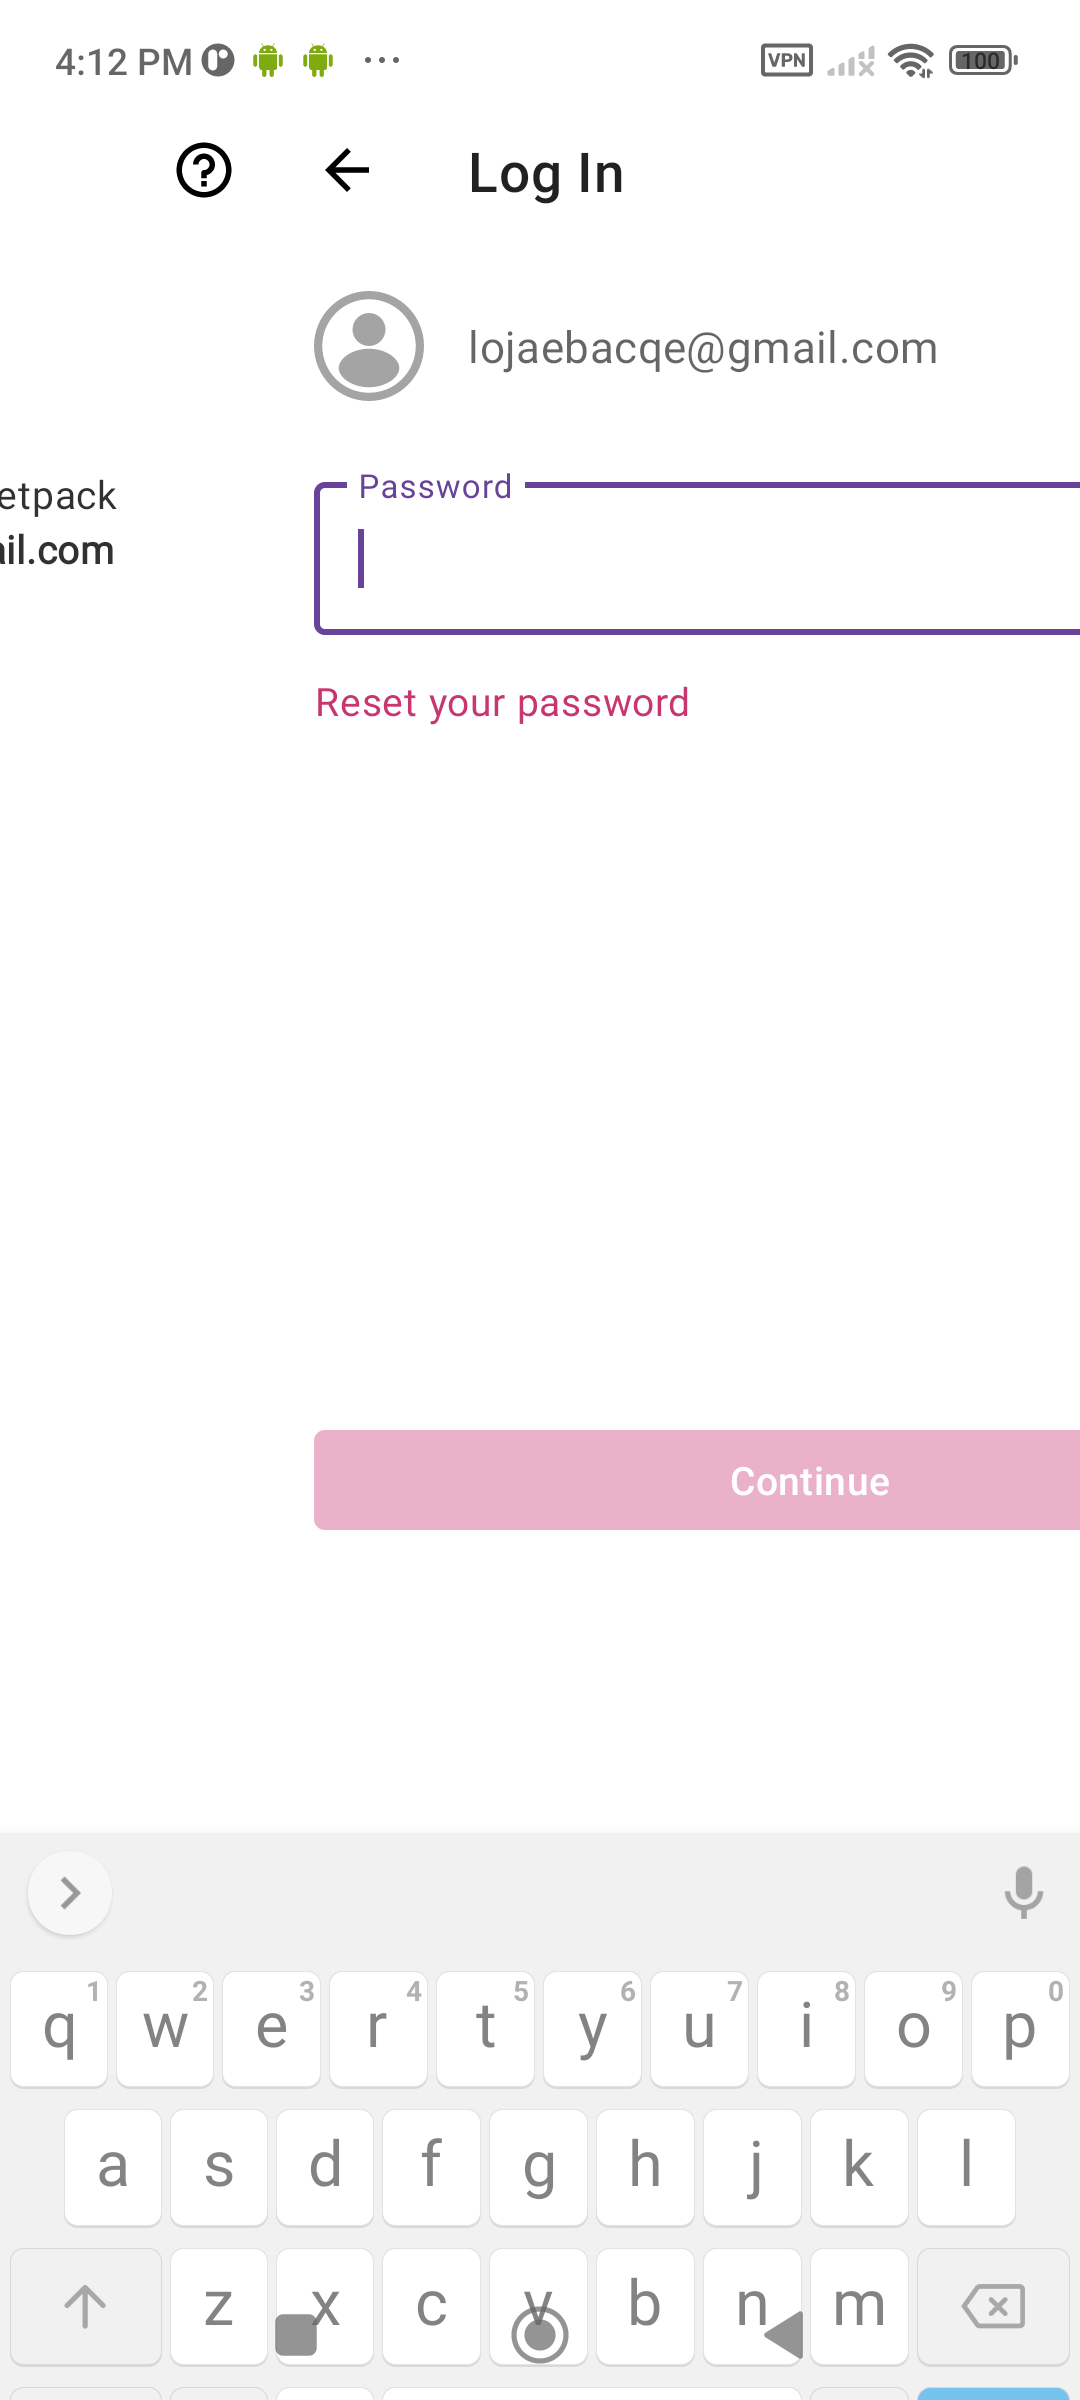 4:12 PM
VPN
100
Log In
lojaebacqe@gmail.com
etpack
ail.com
Password
Reset your password
Continue
q 1 w 2 e 3 r 4 t 5 y 6 u 7 i 8 o 9 p 0
a s d f g h j k l
z x c v b n m